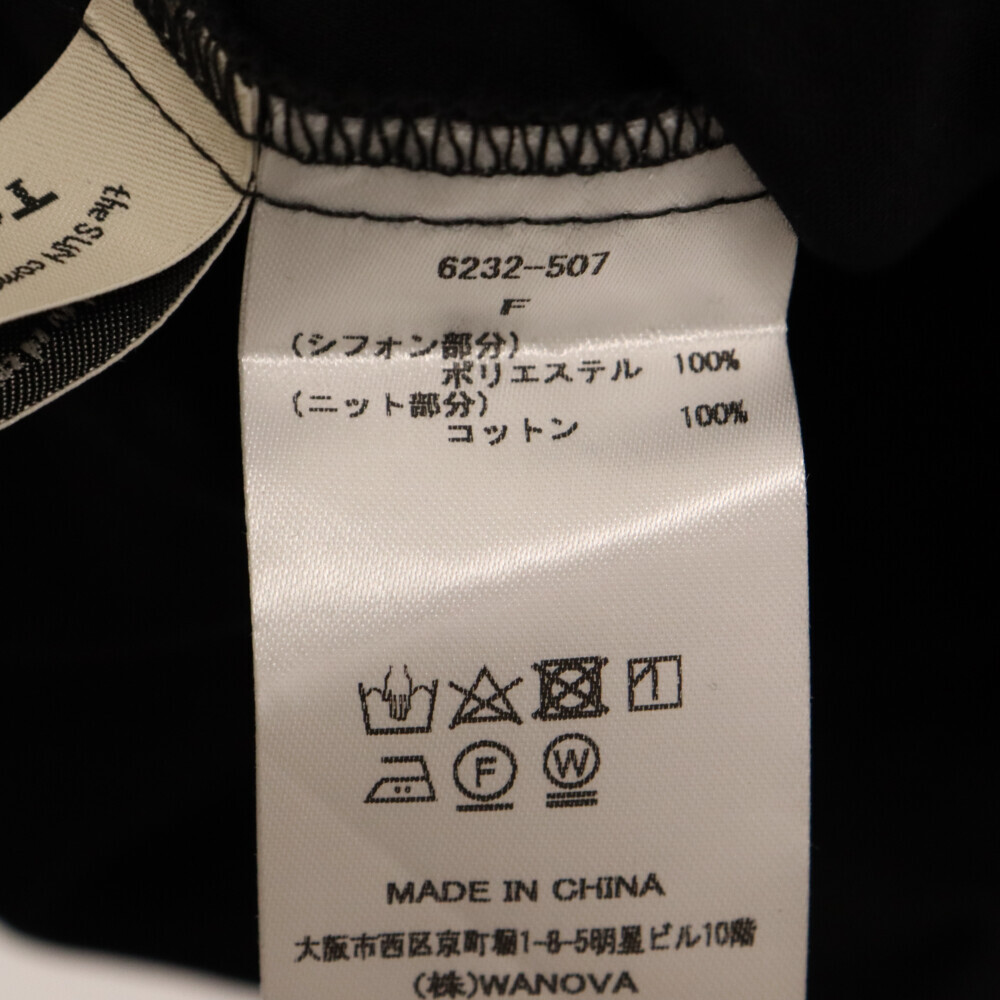 the SUN
6232-507
F
(シフォン部分)
ポリエステル 100%
(ニット部分)
コットン 100%
F
W
MADE IN CHINA
大阪市西区京町堀1-8-5明星ビル10階
(株)WANOVA